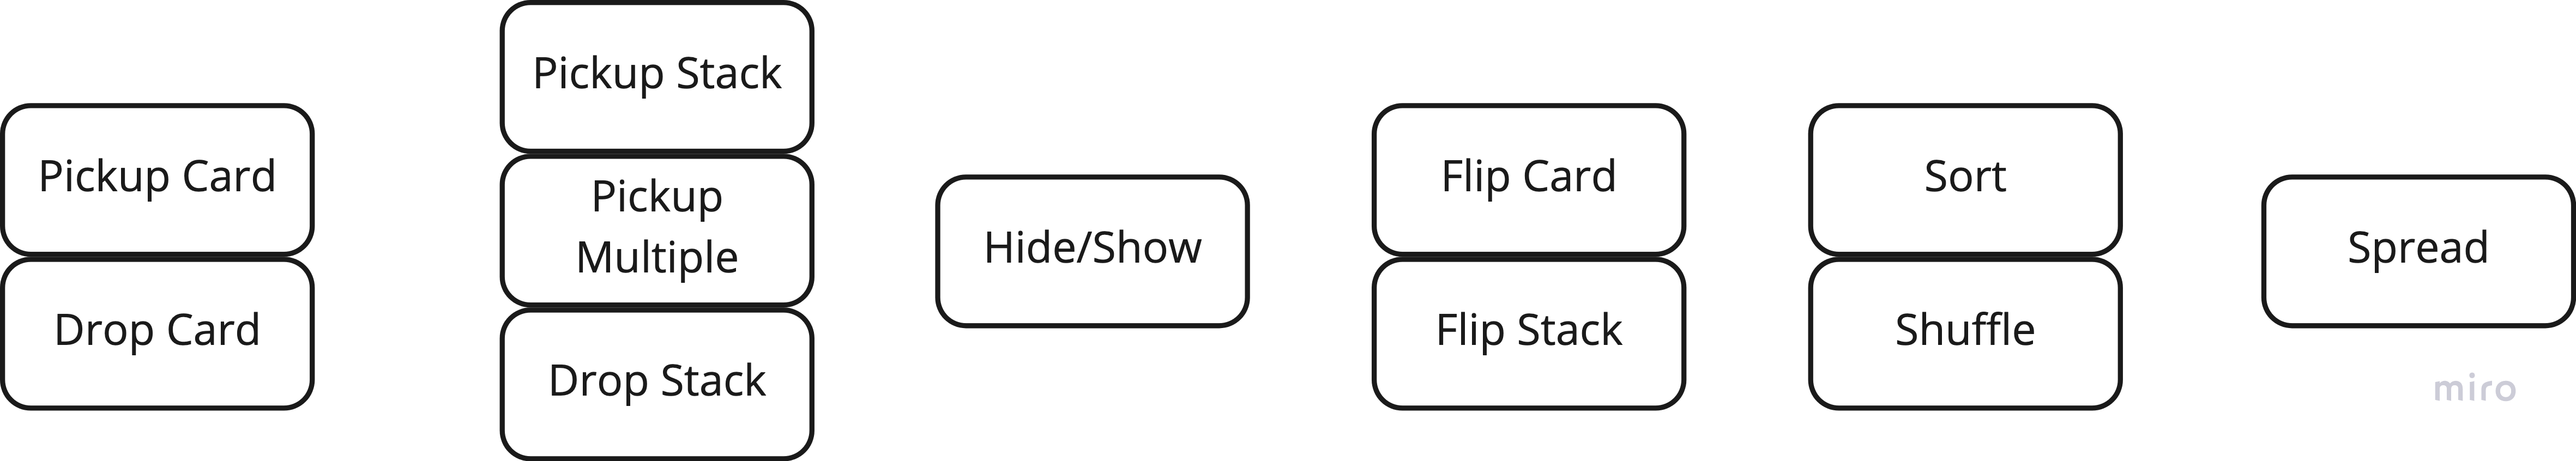 Pickup Card
Drop Card
Pickup Stack
Pickup
Multiple
Drop Stack
Hide/Show
Flip Card
Flip Stack
Sort
Shuffle
Spread
miro